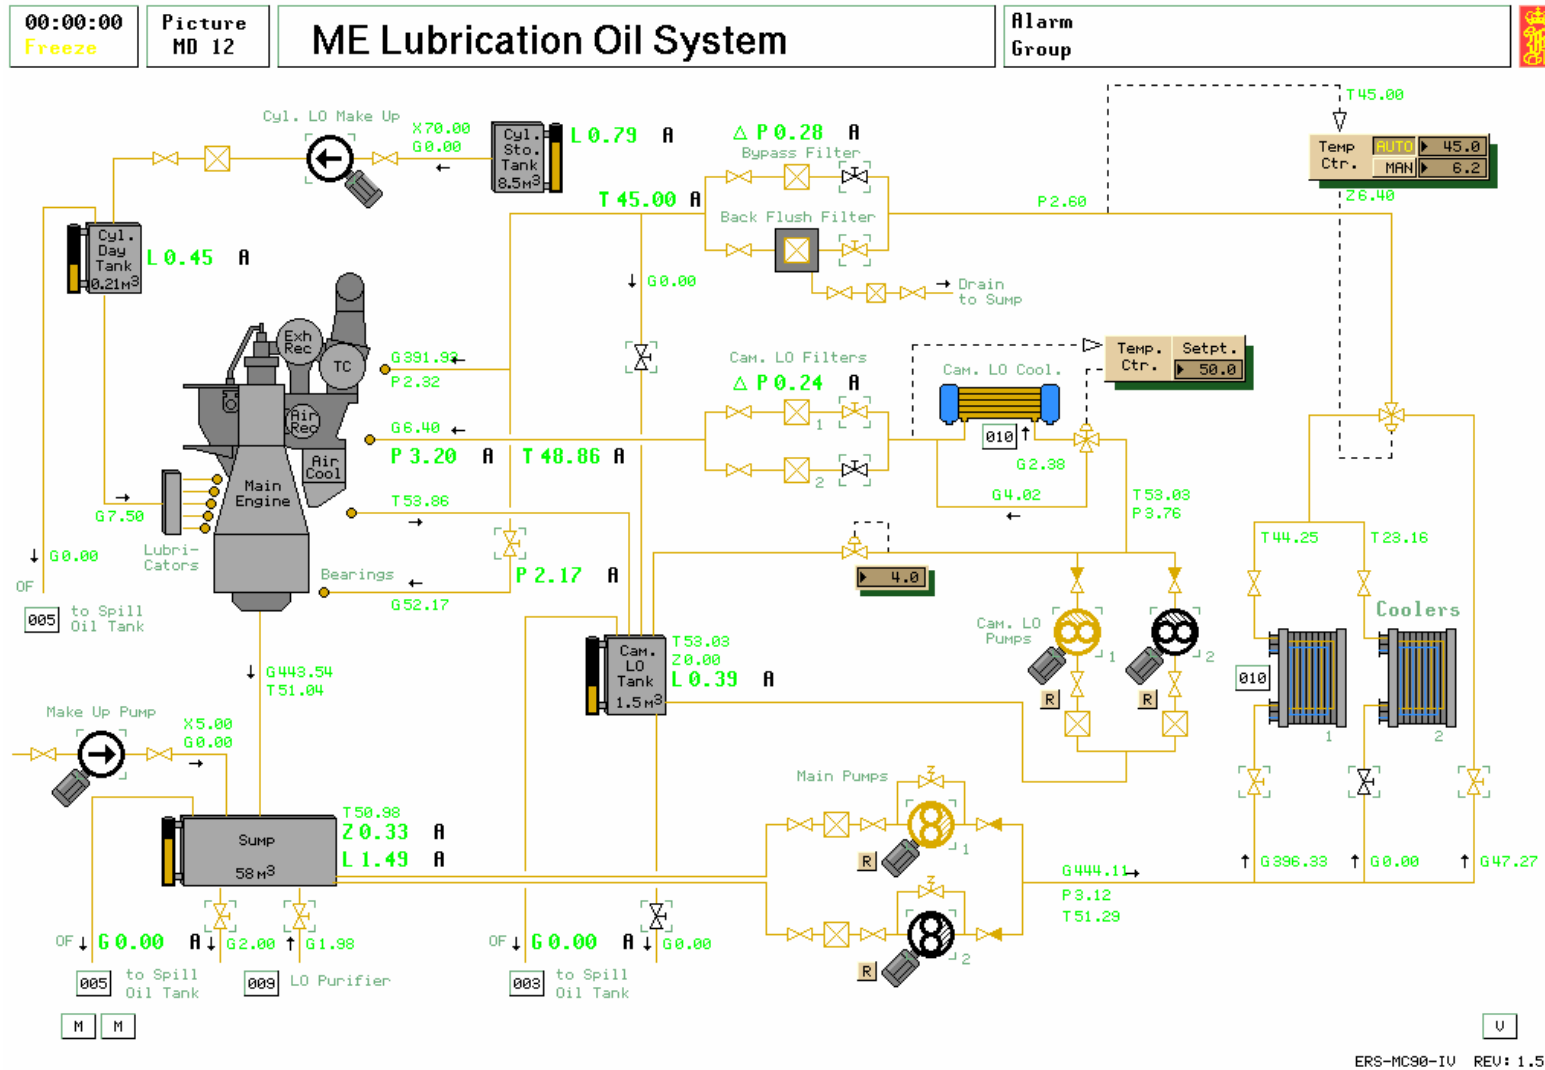 00:00:00
Freeze
Picture
MD 12
ME Lubrication Oil System
Alarm
Group
T45.00
Cyl. LO Make Up
X70.00
G0.00
Cyl.
Sto.
Tank
8.5M3
L 0.79 A
Δ P 0.28 A
Bypass Filter
Temp
Ctr.
AUTO 45.0
MAN 6.2
Z6.40
T 45.00 A
Back Flush Filter
P2.60
Cyl.
Day
Tank
0.21M3
L 0.45 A
G0.00
Drain
to Sump
Exh
Rec
TC
G391.93
P2.32
Cam. LO Filters
Δ P 0.24 A
Cam. LO Cool.
Temp.
Ctr.
Setpt.
50.0
Air
Rec
G6.40
P 3.20 A T 48.86 A
1
2
010
G2.38
G4.02
Air
Cool
Main
Engine
T53.86
T53.03
P3.76
G7.50
Lubri-
Cators
G0.00
OF
005
to Spill
Oil Tank
Bearings
P 2.17 A
G52.17
4.0
T44.25
T23.16
Coolers
Cam. LO
Pumps
1
2
R
R
010
1
2
Cam.
LO
Tank
1.5M3
T53.03
Z0.00
L 0.39 A
G443.54
T51.04
Make Up Pump
X5.00
G0.00
Main Pumps
1
R
2
R
Sump
58M3
T50.98
Z 0.33 A
L 1.49 A
G444.11
P3.12
T51.29
G396.33
G0.00
G47.27
OF
G 0.00 A
G2.00
G1.98
OF
G 0.00 A
G0.00
005
to Spill
Oil Tank
009
LO Purifier
003
to Spill
Oil Tank
M
M
V
ERS-MC90-IV REV: 1.5